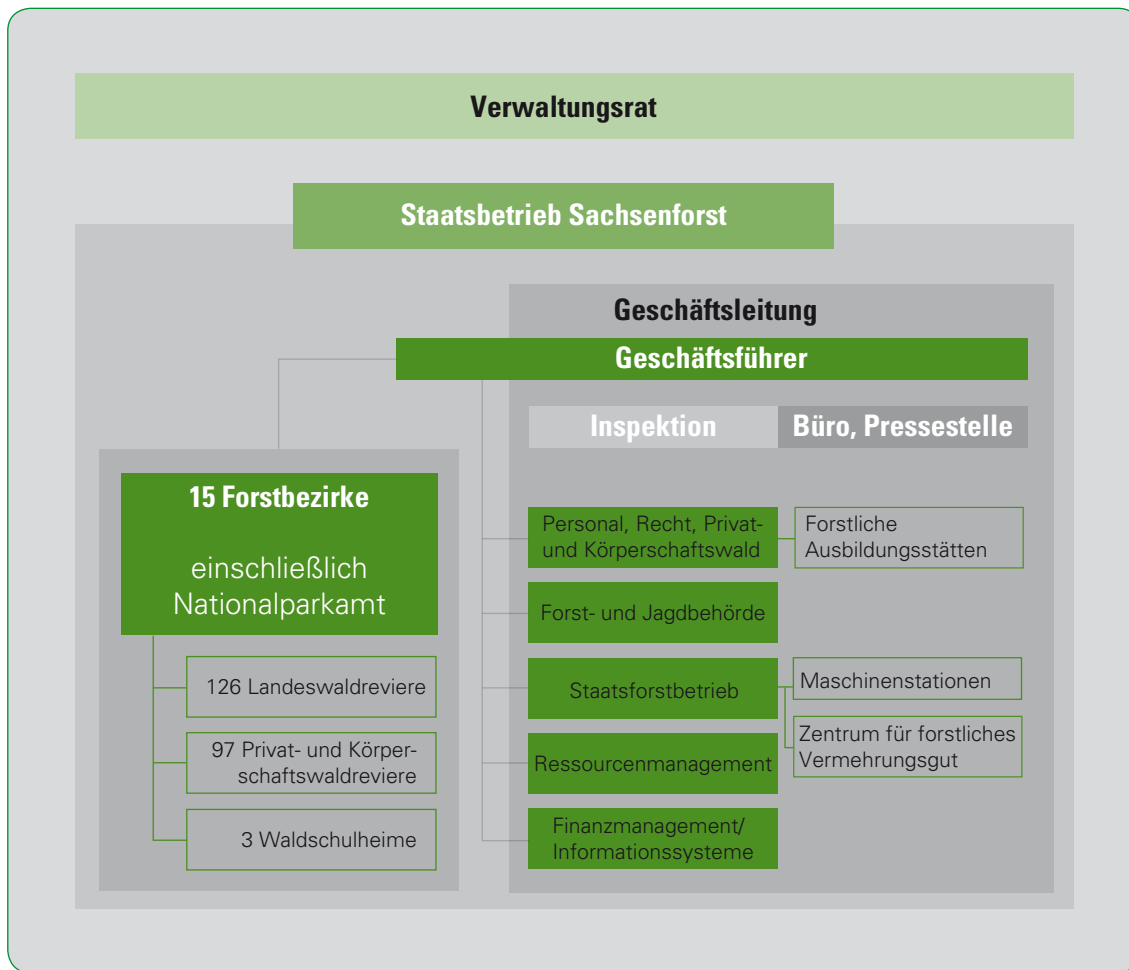 Verwaltungsrat
Staatsbetrieb Sachsenforst
Geschäftsleitung
Geschäftsführer
Inspektion
Büro, Pressestelle
15 Forstbezirke
einschließlich
Nationalparkamt
126 Landeswaldreviere
97 Privat- und Körper-
schaftswaldreviere
3 Waldschulheime
Personal, Recht, Privat-
und Körperschaftswald
Forstliche
Ausbildungsstätten
Forst- und Jagdbehörde
Staatsforstbetrieb
Maschinenstationen
Zentrum für forstliches
Vermehrungsgut
Ressourcenmanagement
Finanzmanagement/
Informationssysteme